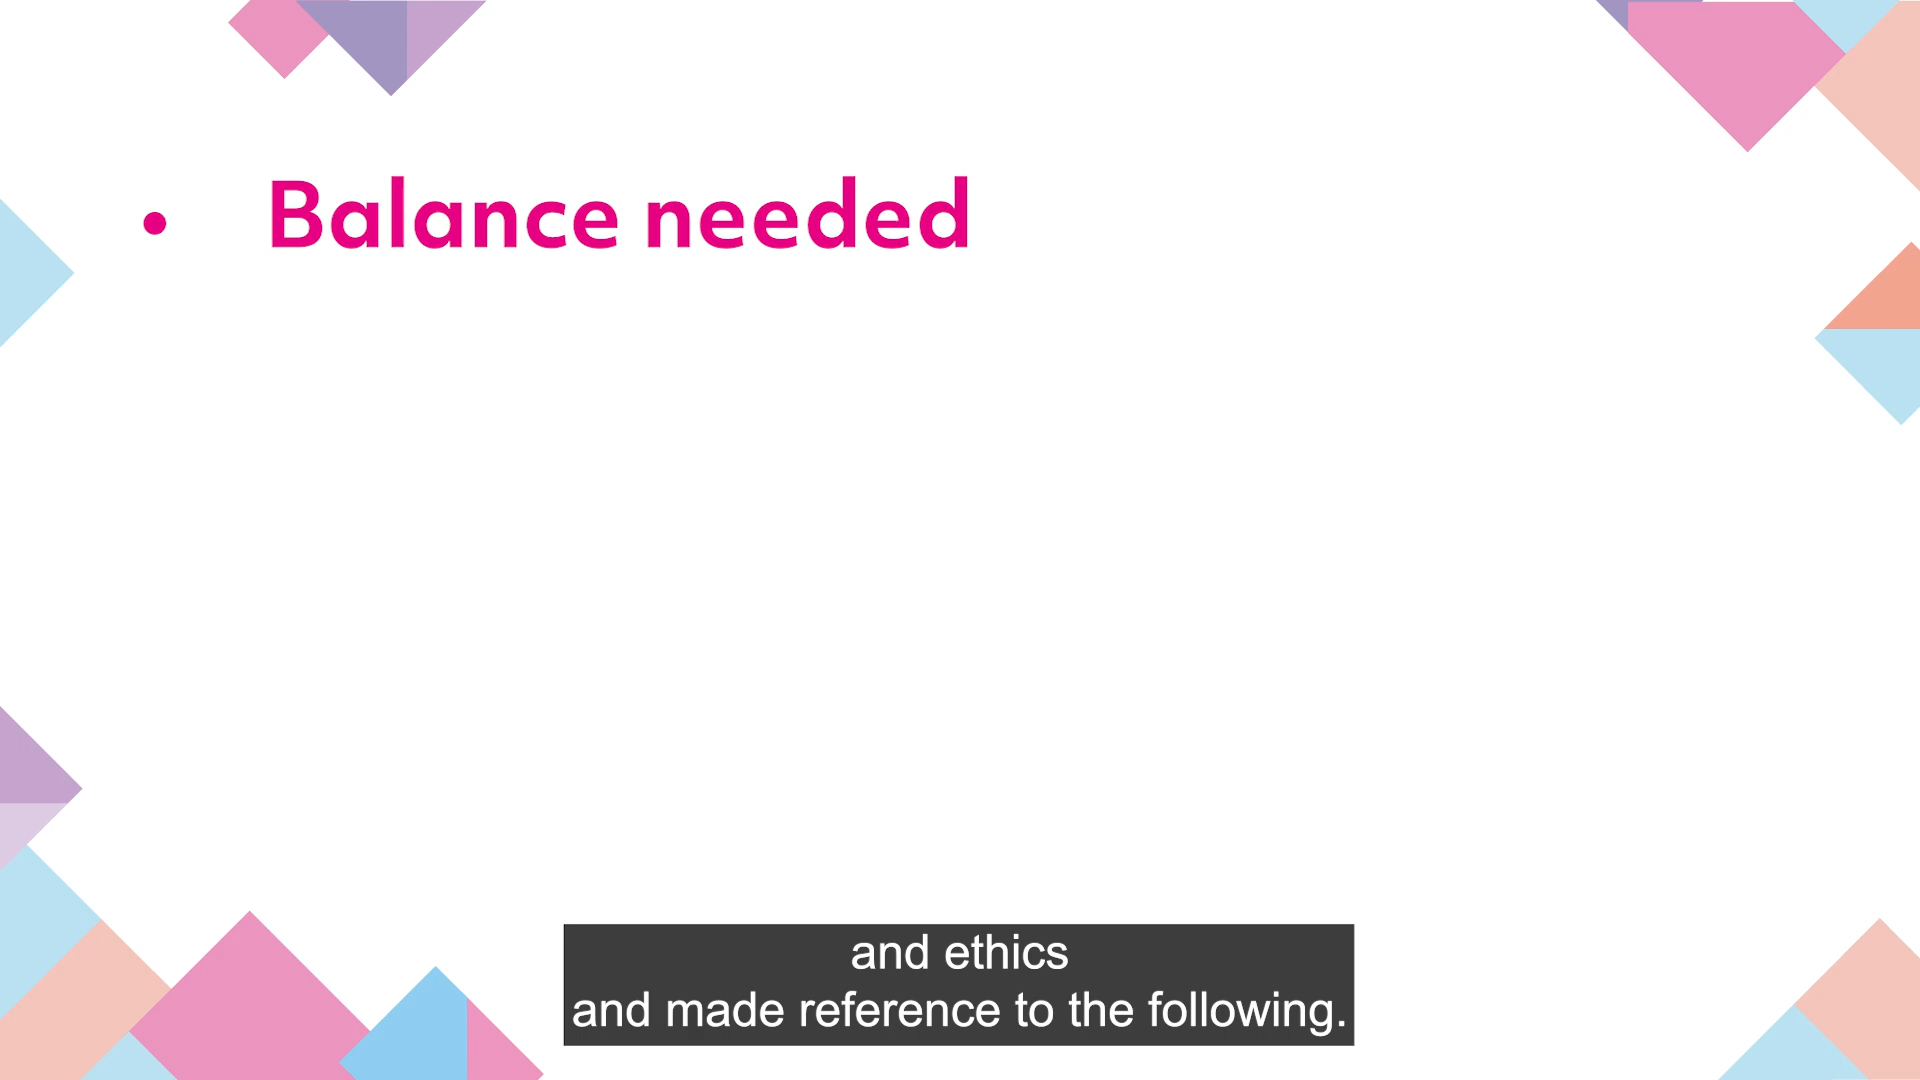 • Balance needed
and ethics
and made reference to the following.